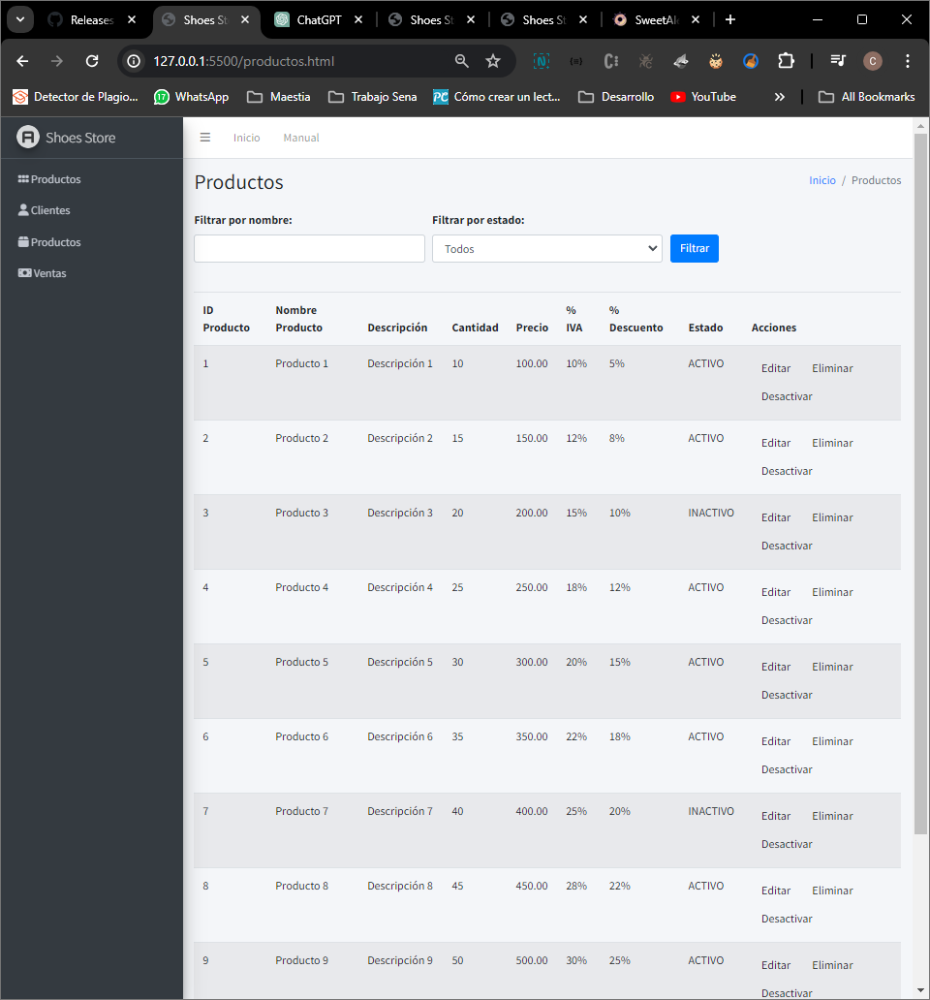 Releases
Shoes St
ChatGPT
Shoes St
Shoes St
SweetAle
127.0.0.1:5500/productos.html
C
Detector de Plagio...
17
WhatsApp
Maestia
Trabajo Sena
PC
Cómo crear un lect...
Desarrollo
YouTube
All Bookmarks
Shoes Store
Inicio
Manual
Productos
Clientes
Productos
Ventas
Productos
Inicio / Productos
Filtrar por nombre:
Filtrar por estado:
Todos
Filtrar
ID Producto Nombre Producto Descripción Cantidad Precio % IVA % Descuento Estado Acciones
1 Producto 1 Descripción 1 10 100.00 10% 5% ACTIVO Editar Eliminar
Desactivar
2 Producto 2 Descripción 2 15 150.00 12% 8% ACTIVO Editar Eliminar
Desactivar
3 Producto 3 Descripción 3 20 200.00 15% 10% INACTIVO Editar Eliminar
Desactivar
4 Producto 4 Descripción 4 25 250.00 18% 12% ACTIVO Editar Eliminar
Desactivar
5 Producto 5 Descripción 5 30 300.00 20% 15% ACTIVO Editar Eliminar
Desactivar
6 Producto 6 Descripción 6 35 350.00 22% 18% ACTIVO Editar Eliminar
Desactivar
7 Producto 7 Descripción 7 40 400.00 25% 20% INACTIVO Editar Eliminar
Desactivar
8 Producto 8 Descripción 8 45 450.00 28% 22% ACTIVO Editar Eliminar
Desactivar
9 Producto 9 Descripción 9 50 500.00 30% 25% ACTIVO Editar Eliminar
Desactivar